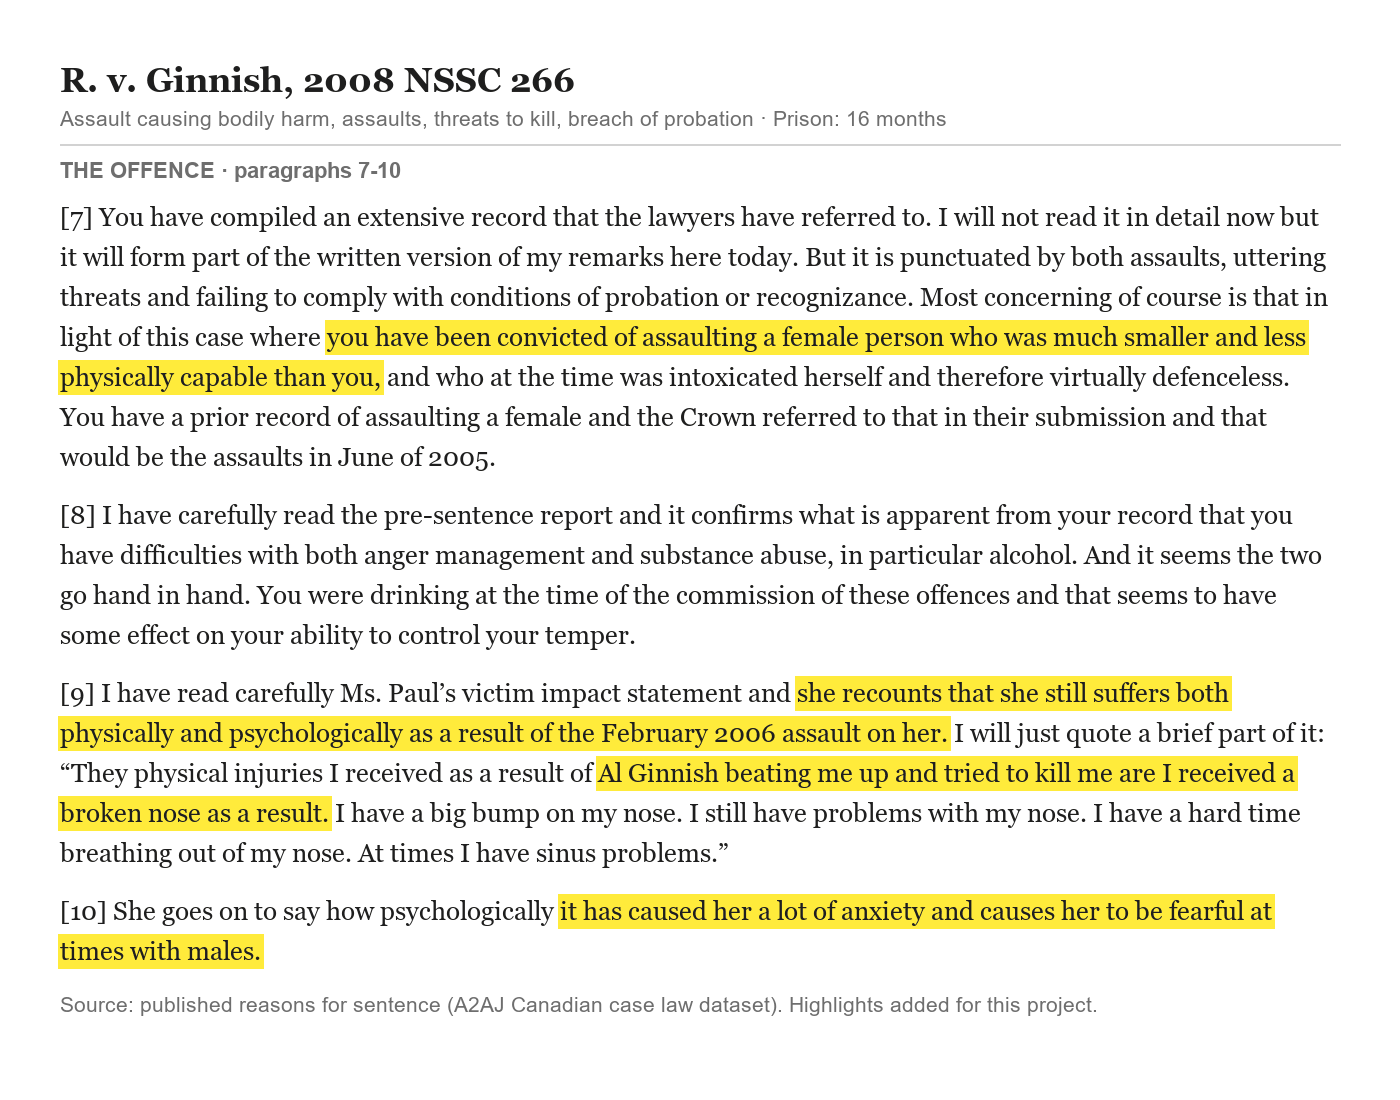 R. v. Ginnish, 2008 NSSC 266
Assault causing bodily harm, assaults, threats to kill, breach of probation · Prison: 16 months
THE OFFENCE · paragraphs 7-10
[7] You have compiled an extensive record that the lawyers have referred to. I will not read it in detail now but
it will form part of the written version of my remarks here today. But it is punctuated by both assaults, uttering
threats and failing to comply with conditions of probation or recognizance. Most concerning of course is that in
light of this case where you have been convicted of assaulting a female person who was much smaller and less
physically capable than you, and who at the time was intoxicated herself and therefore virtually defenceless.
You have a prior record of assaulting a female and the Crown referred to that in their submission and that
would be the assaults in June of 2005.
[8] I have carefully read the pre-sentence report and it confirms what is apparent from your record that you
have difficulties with both anger management and substance abuse, in particular alcohol. And it seems the two
go hand in hand. You were drinking at the time of the commission of these offences and that seems to have
some effect on your ability to control your temper.
[9] I have read carefully Ms. Paul’s victim impact statement and she recounts that she still suffers both
physically and psychologically as a result of the February 2006 assault on her. I will just quote a brief part of it:
“They physical injuries I received as a result of Al Ginnish beating me up and tried to kill me are I received a
broken nose as a result. I have a big bump on my nose. I still have problems with my nose. I have a hard time
breathing out of my nose. At times I have sinus problems.”
[10] She goes on to say how psychologically it has caused her a lot of anxiety and causes her to be fearful at
times with males.
Source: published reasons for sentence (A2AJ Canadian case law dataset). Highlights added for this project.